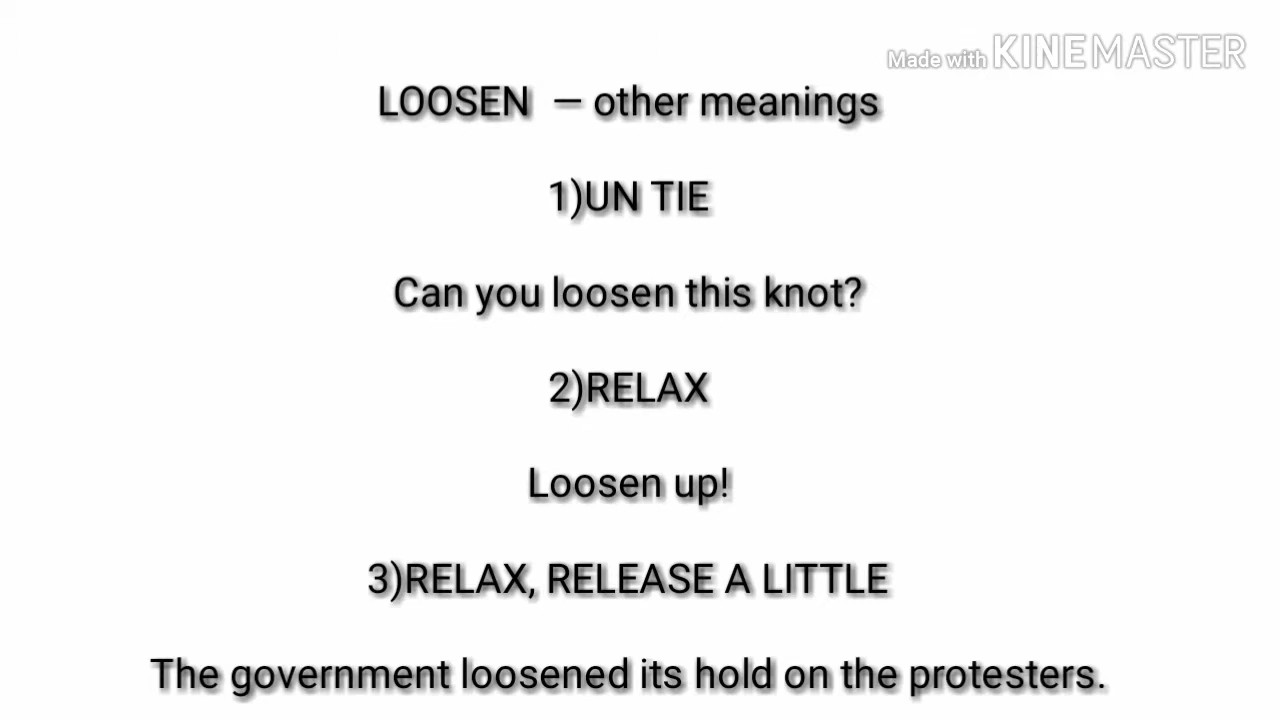 Made with KINEMASTER
LOOSEN — other meanings
1)UN TIE
Can you loosen this knot?
2)RELAX
Loosen up!
3)RELAX, RELEASE A LITTLE
The government loosened its hold on the protesters.